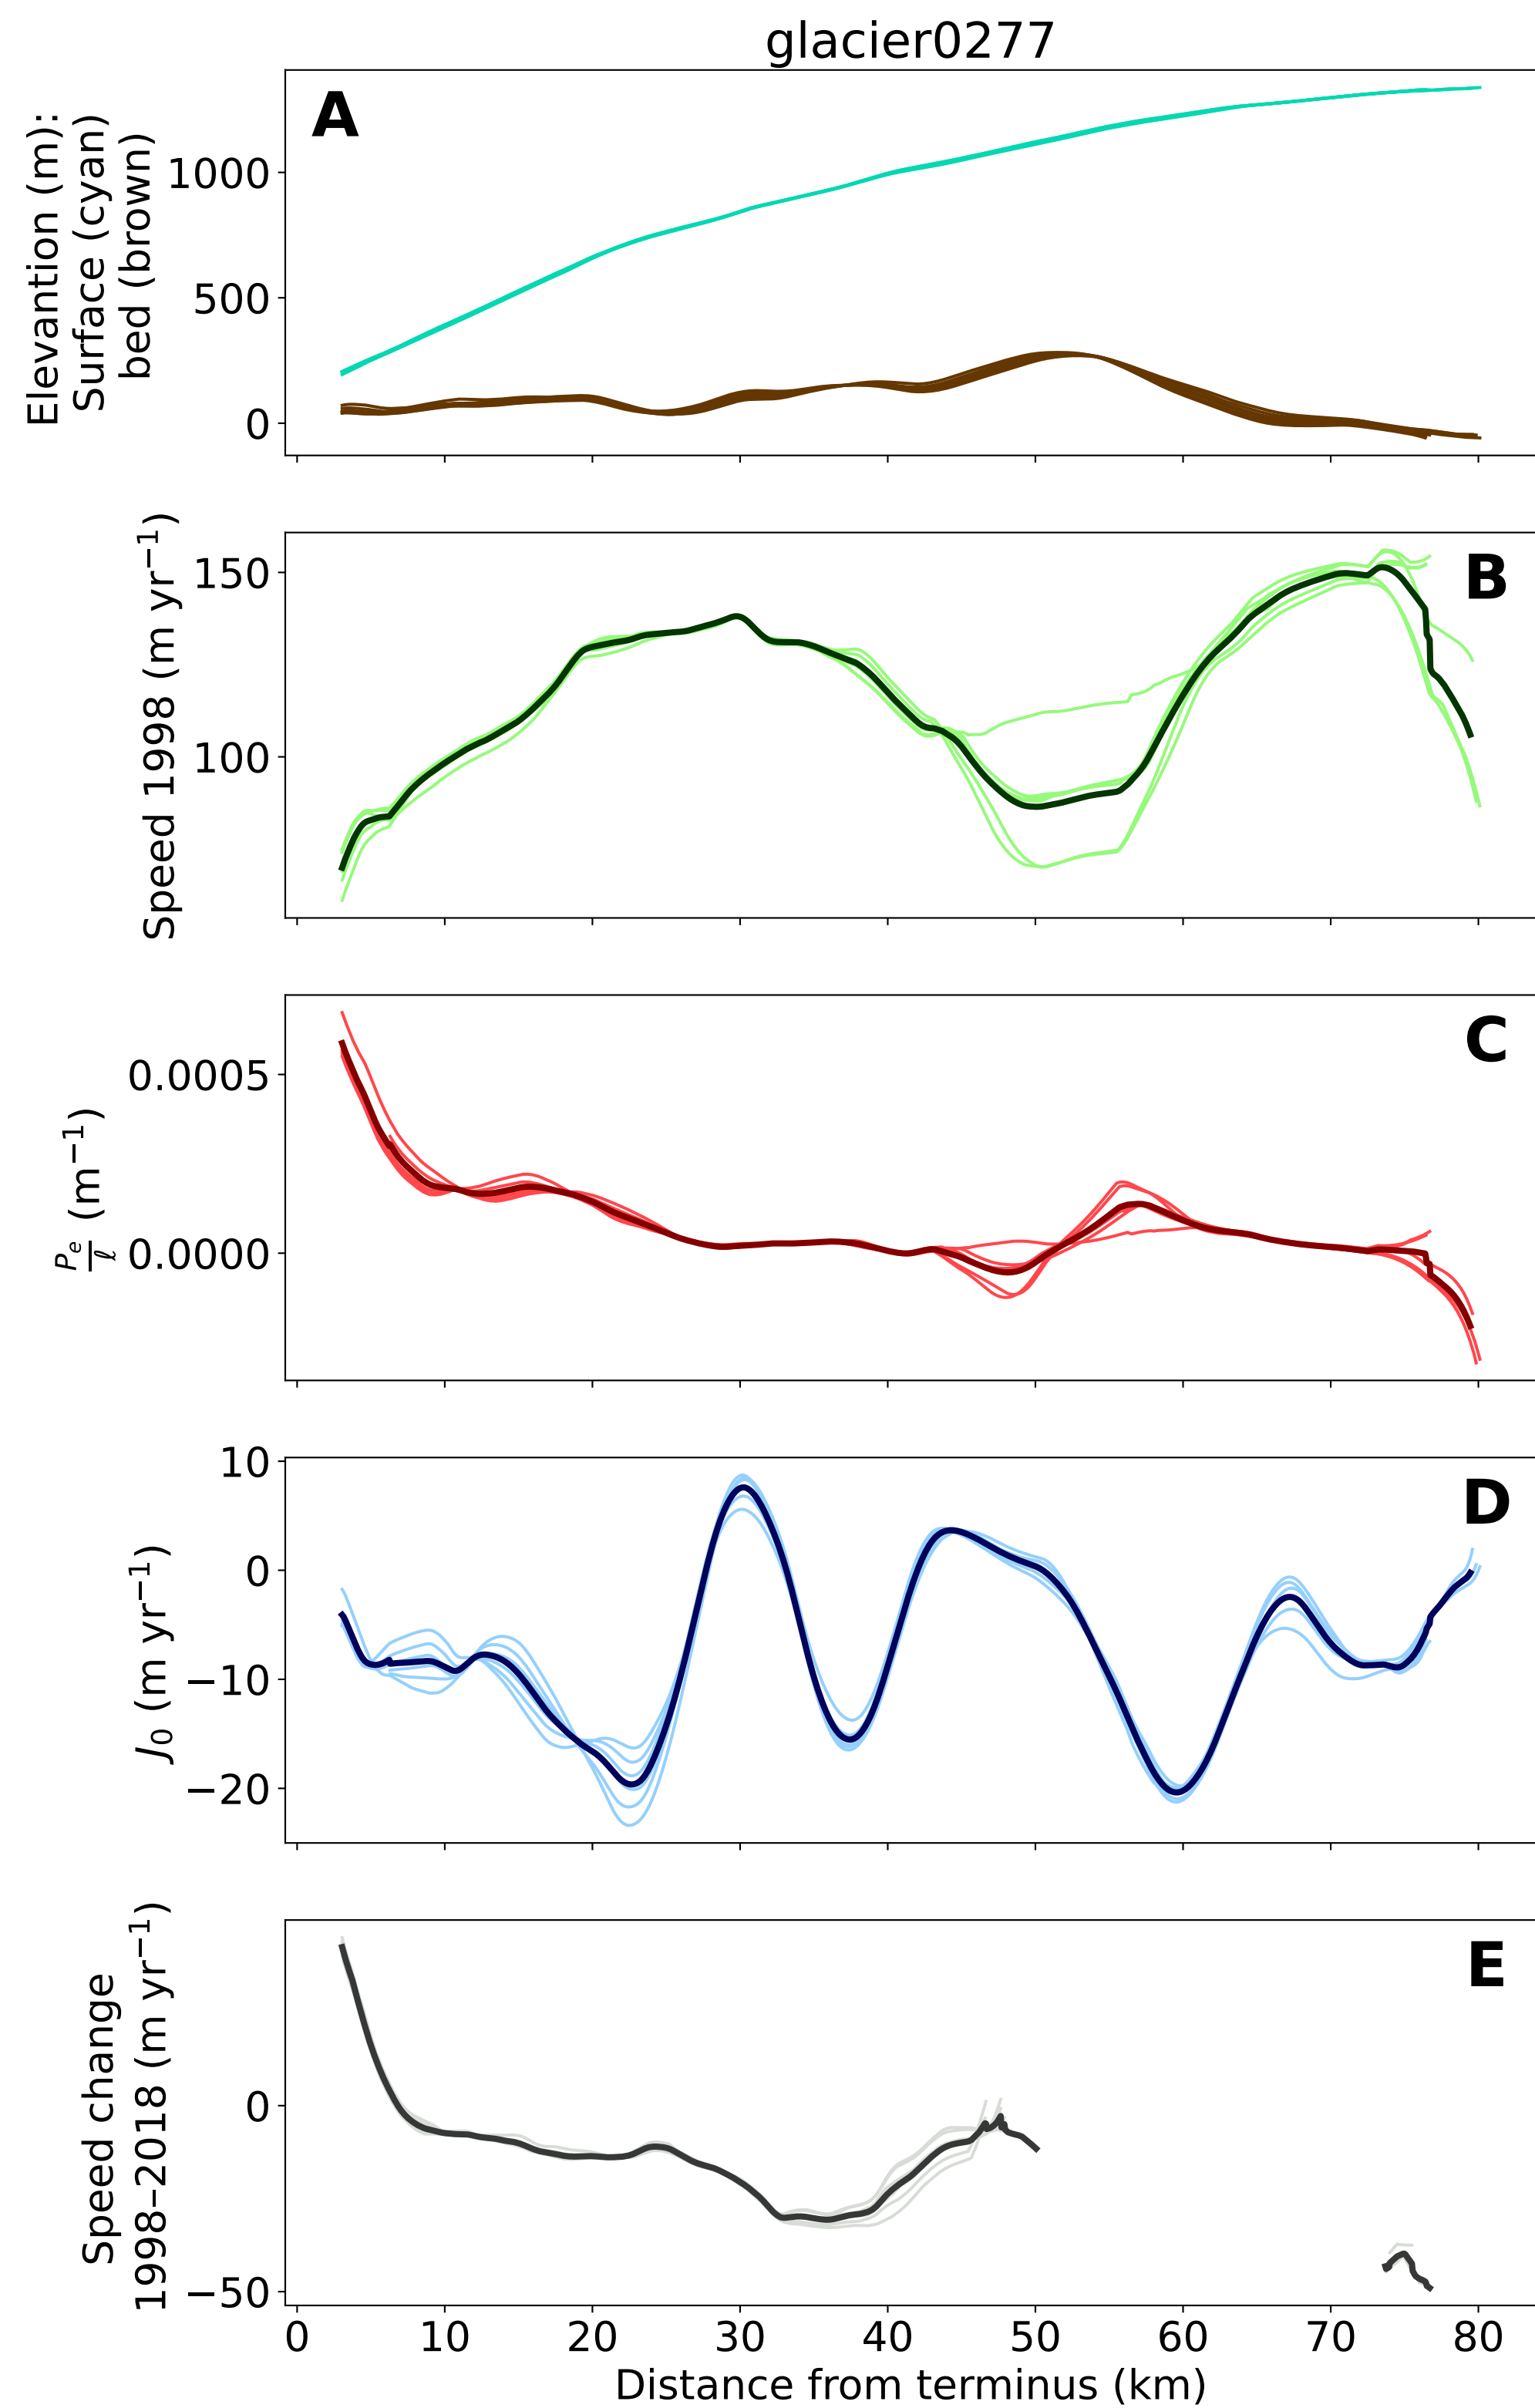 glacier0277
A
Elevantion (m):
Surface (cyan)
bed (brown)
1000
500
0
B
Speed 1998 (m yr⁻¹)
150
100
C
Pₑ/ℓ (m⁻¹)
0.0005
0.0000
D
J₀ (m yr⁻¹)
10
0
−10
−20
E
Speed change
1998–2018 (m yr⁻¹)
0
−50
0 10 20 30 40 50 60 70 80
Distance from terminus (km)